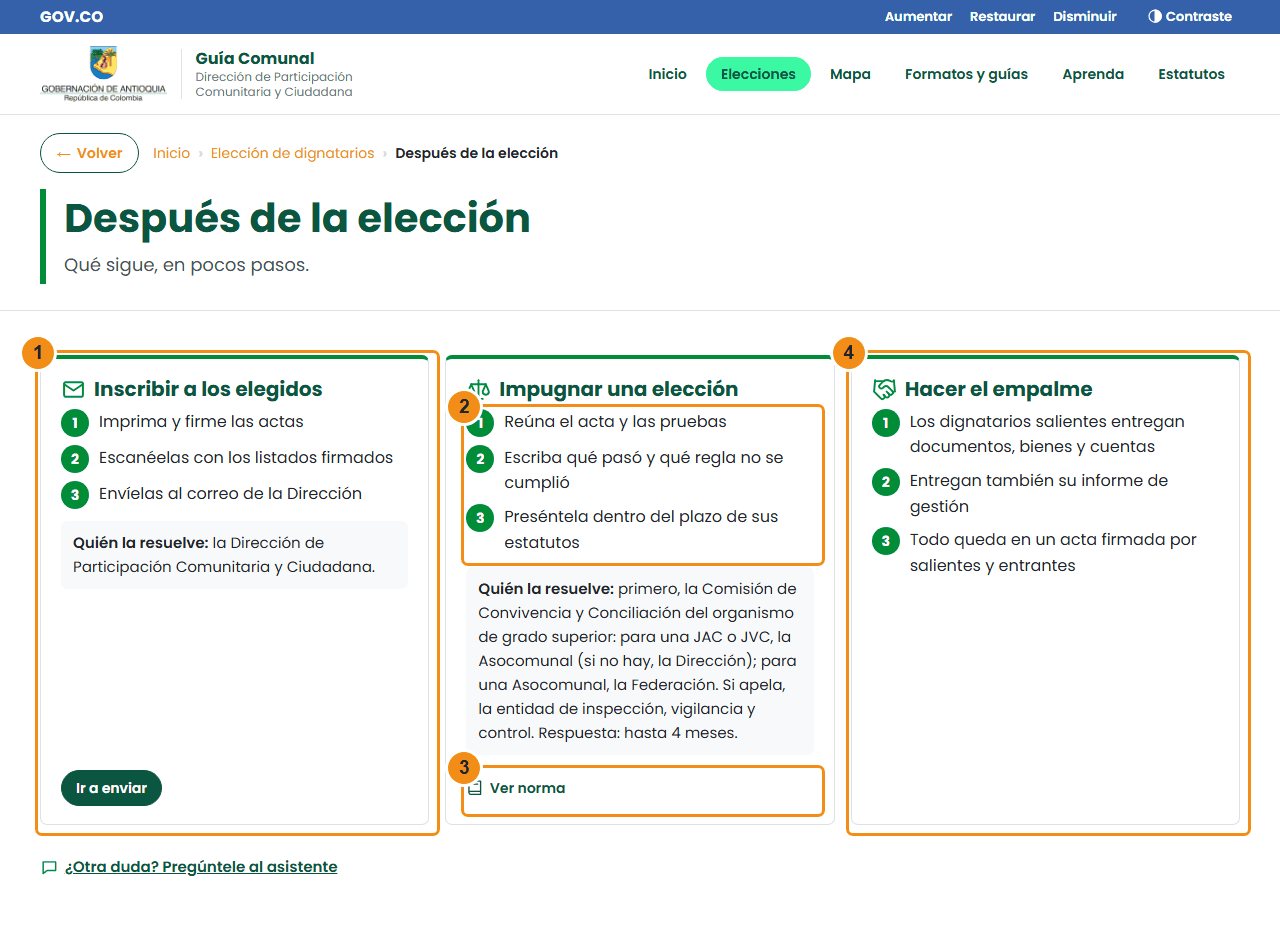 GOV.CO
Aumentar Restaurar Disminuir Contraste
GOBERNACIÓN DE ANTIOQUIA
República de Colombia
Guía Comunal
Dirección de Participación
Comunitaria y Ciudadana
Inicio Elecciones Mapa Formatos y guías Aprenda Estatutos
← Volver Inicio › Elección de dignatarios › Después de la elección
Después de la elección
Qué sigue, en pocos pasos.
1
Inscribir a los elegidos
1 Imprima y firme las actas
2 Escanéelas con los listados firmados
3 Envíelas al correo de la Dirección
Quién la resuelve: la Dirección de
Participación Comunitaria y Ciudadana.
Ir a enviar
Impugnar una elección
2
1 Reúna el acta y las pruebas
2 Escriba qué pasó y qué regla no se
cumplió
3 Preséntela dentro del plazo de sus
estatutos
Quién la resuelve: primero, la Comisión de
Convivencia y Conciliación del organismo
de grado superior: para una JAC o JVC, la
Asocomunal (si no hay, la Dirección); para
una Asocomunal, la Federación. Si apela,
la entidad de inspección, vigilancia y
control. Respuesta: hasta 4 meses.
3
Ver norma
4
Hacer el empalme
1 Los dignatarios salientes entregan
documentos, bienes y cuentas
2 Entregan también su informe de
gestión
3 Todo queda en un acta firmada por
salientes y entrantes
¿Otra duda? Pregúntele al asistente